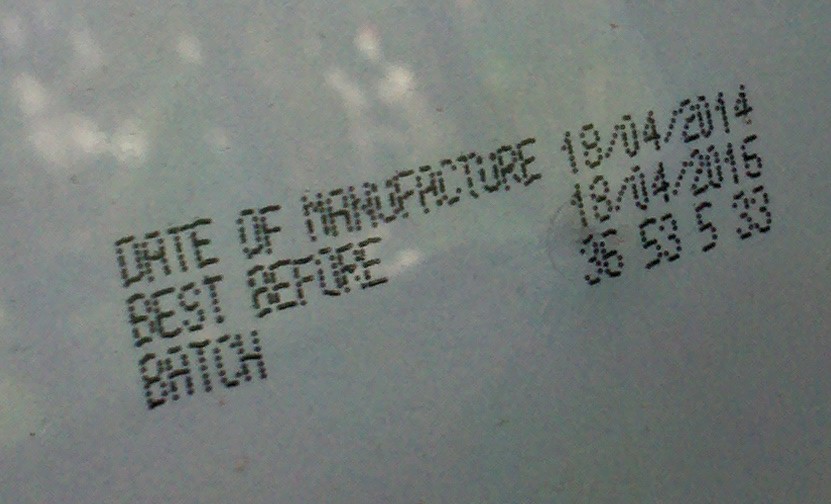 DATE OF MANUFACTURE 18/04/2014
BEST BEFORE 18/04/2016
BATCH 36 53 5 33